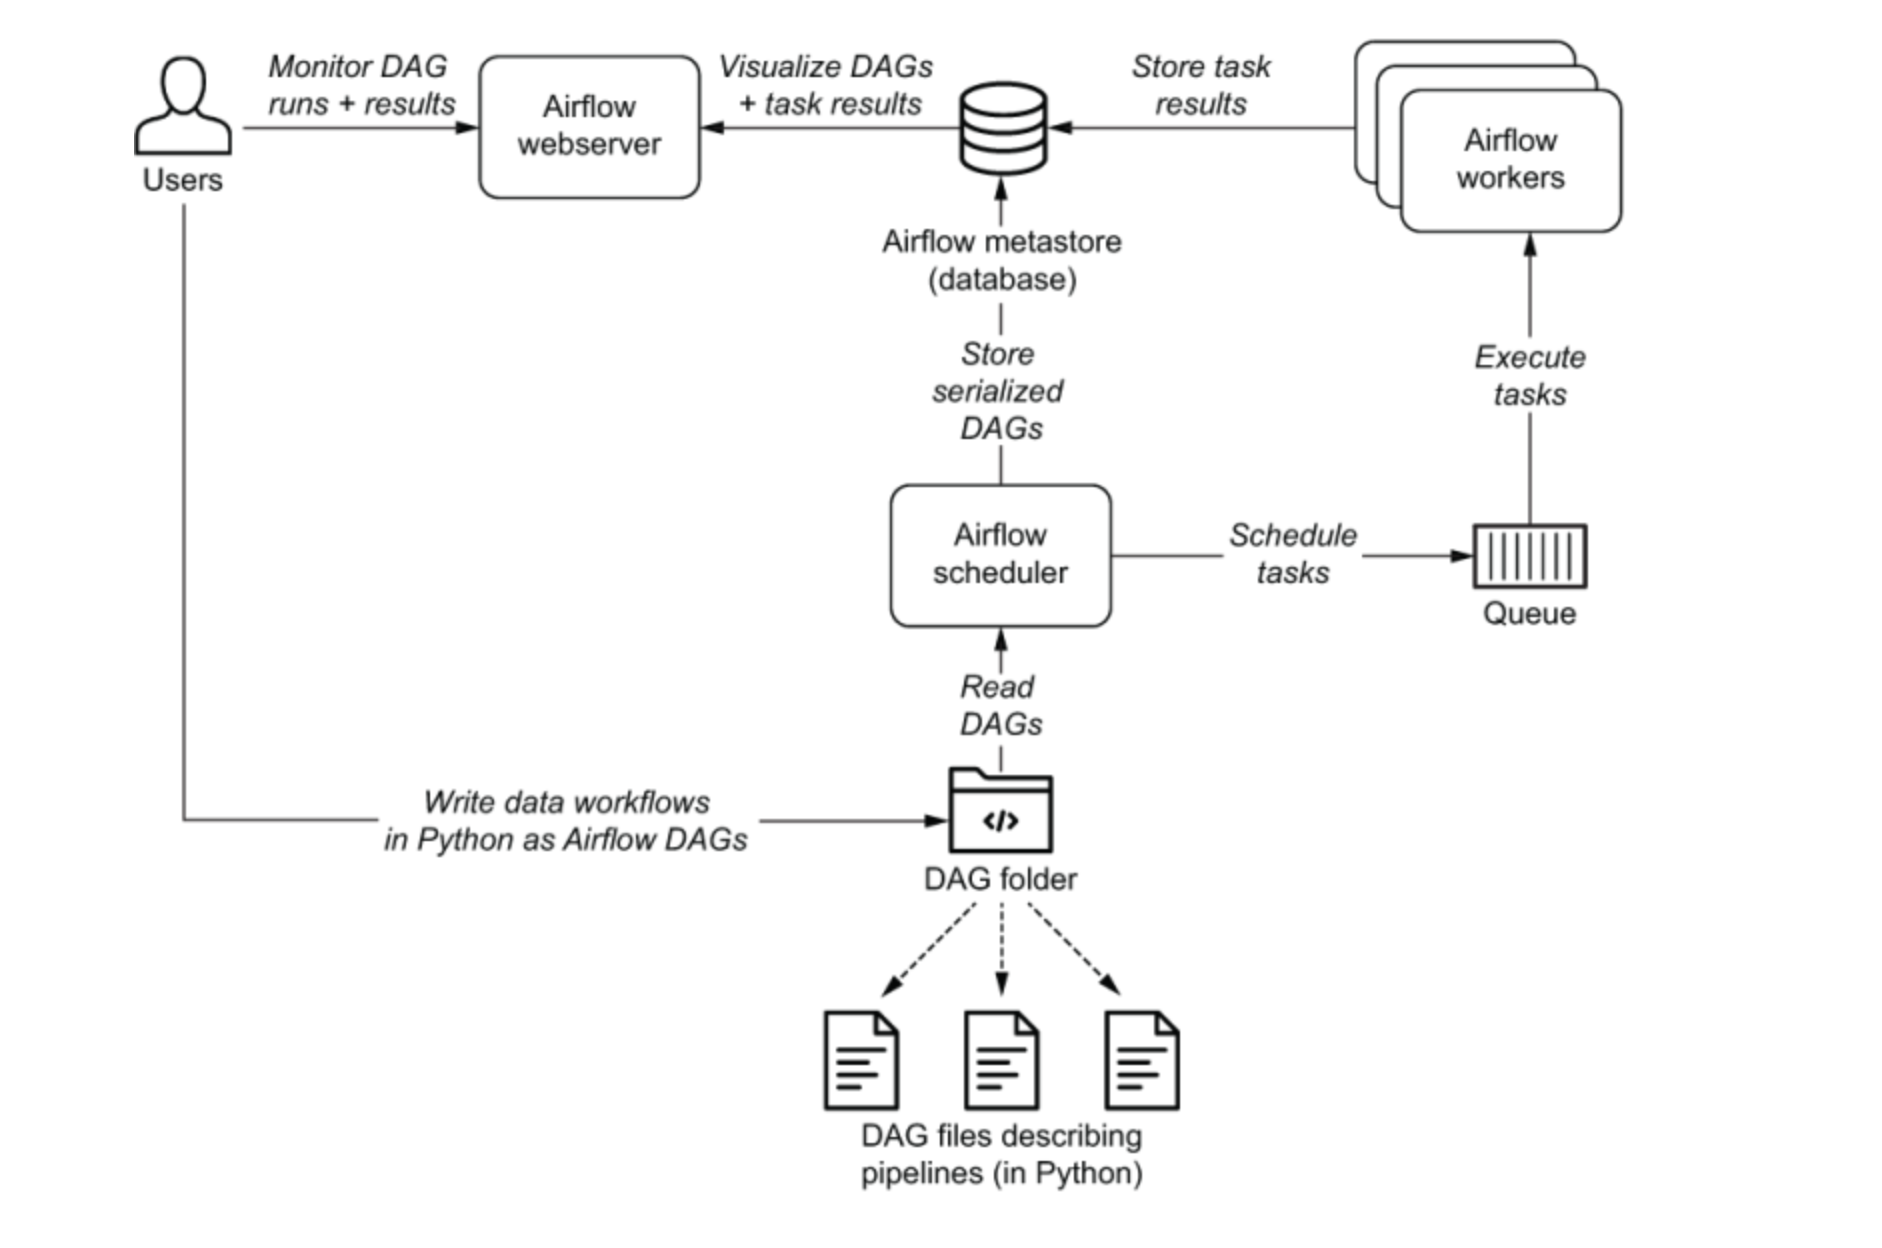 Monitor DAG
runs + results
Users
Airflow
webserver
Visualize DAGs
+ task results
Store task
results
Airflow
workers
Airflow metastore
(database)
Store
serialized
DAGs
Execute
tasks
Airflow
scheduler
Schedule
tasks
Queue
Read
DAGs
Write data workflows
in Python as Airflow DAGs
</>
DAG folder
DAG files describing
pipelines (in Python)